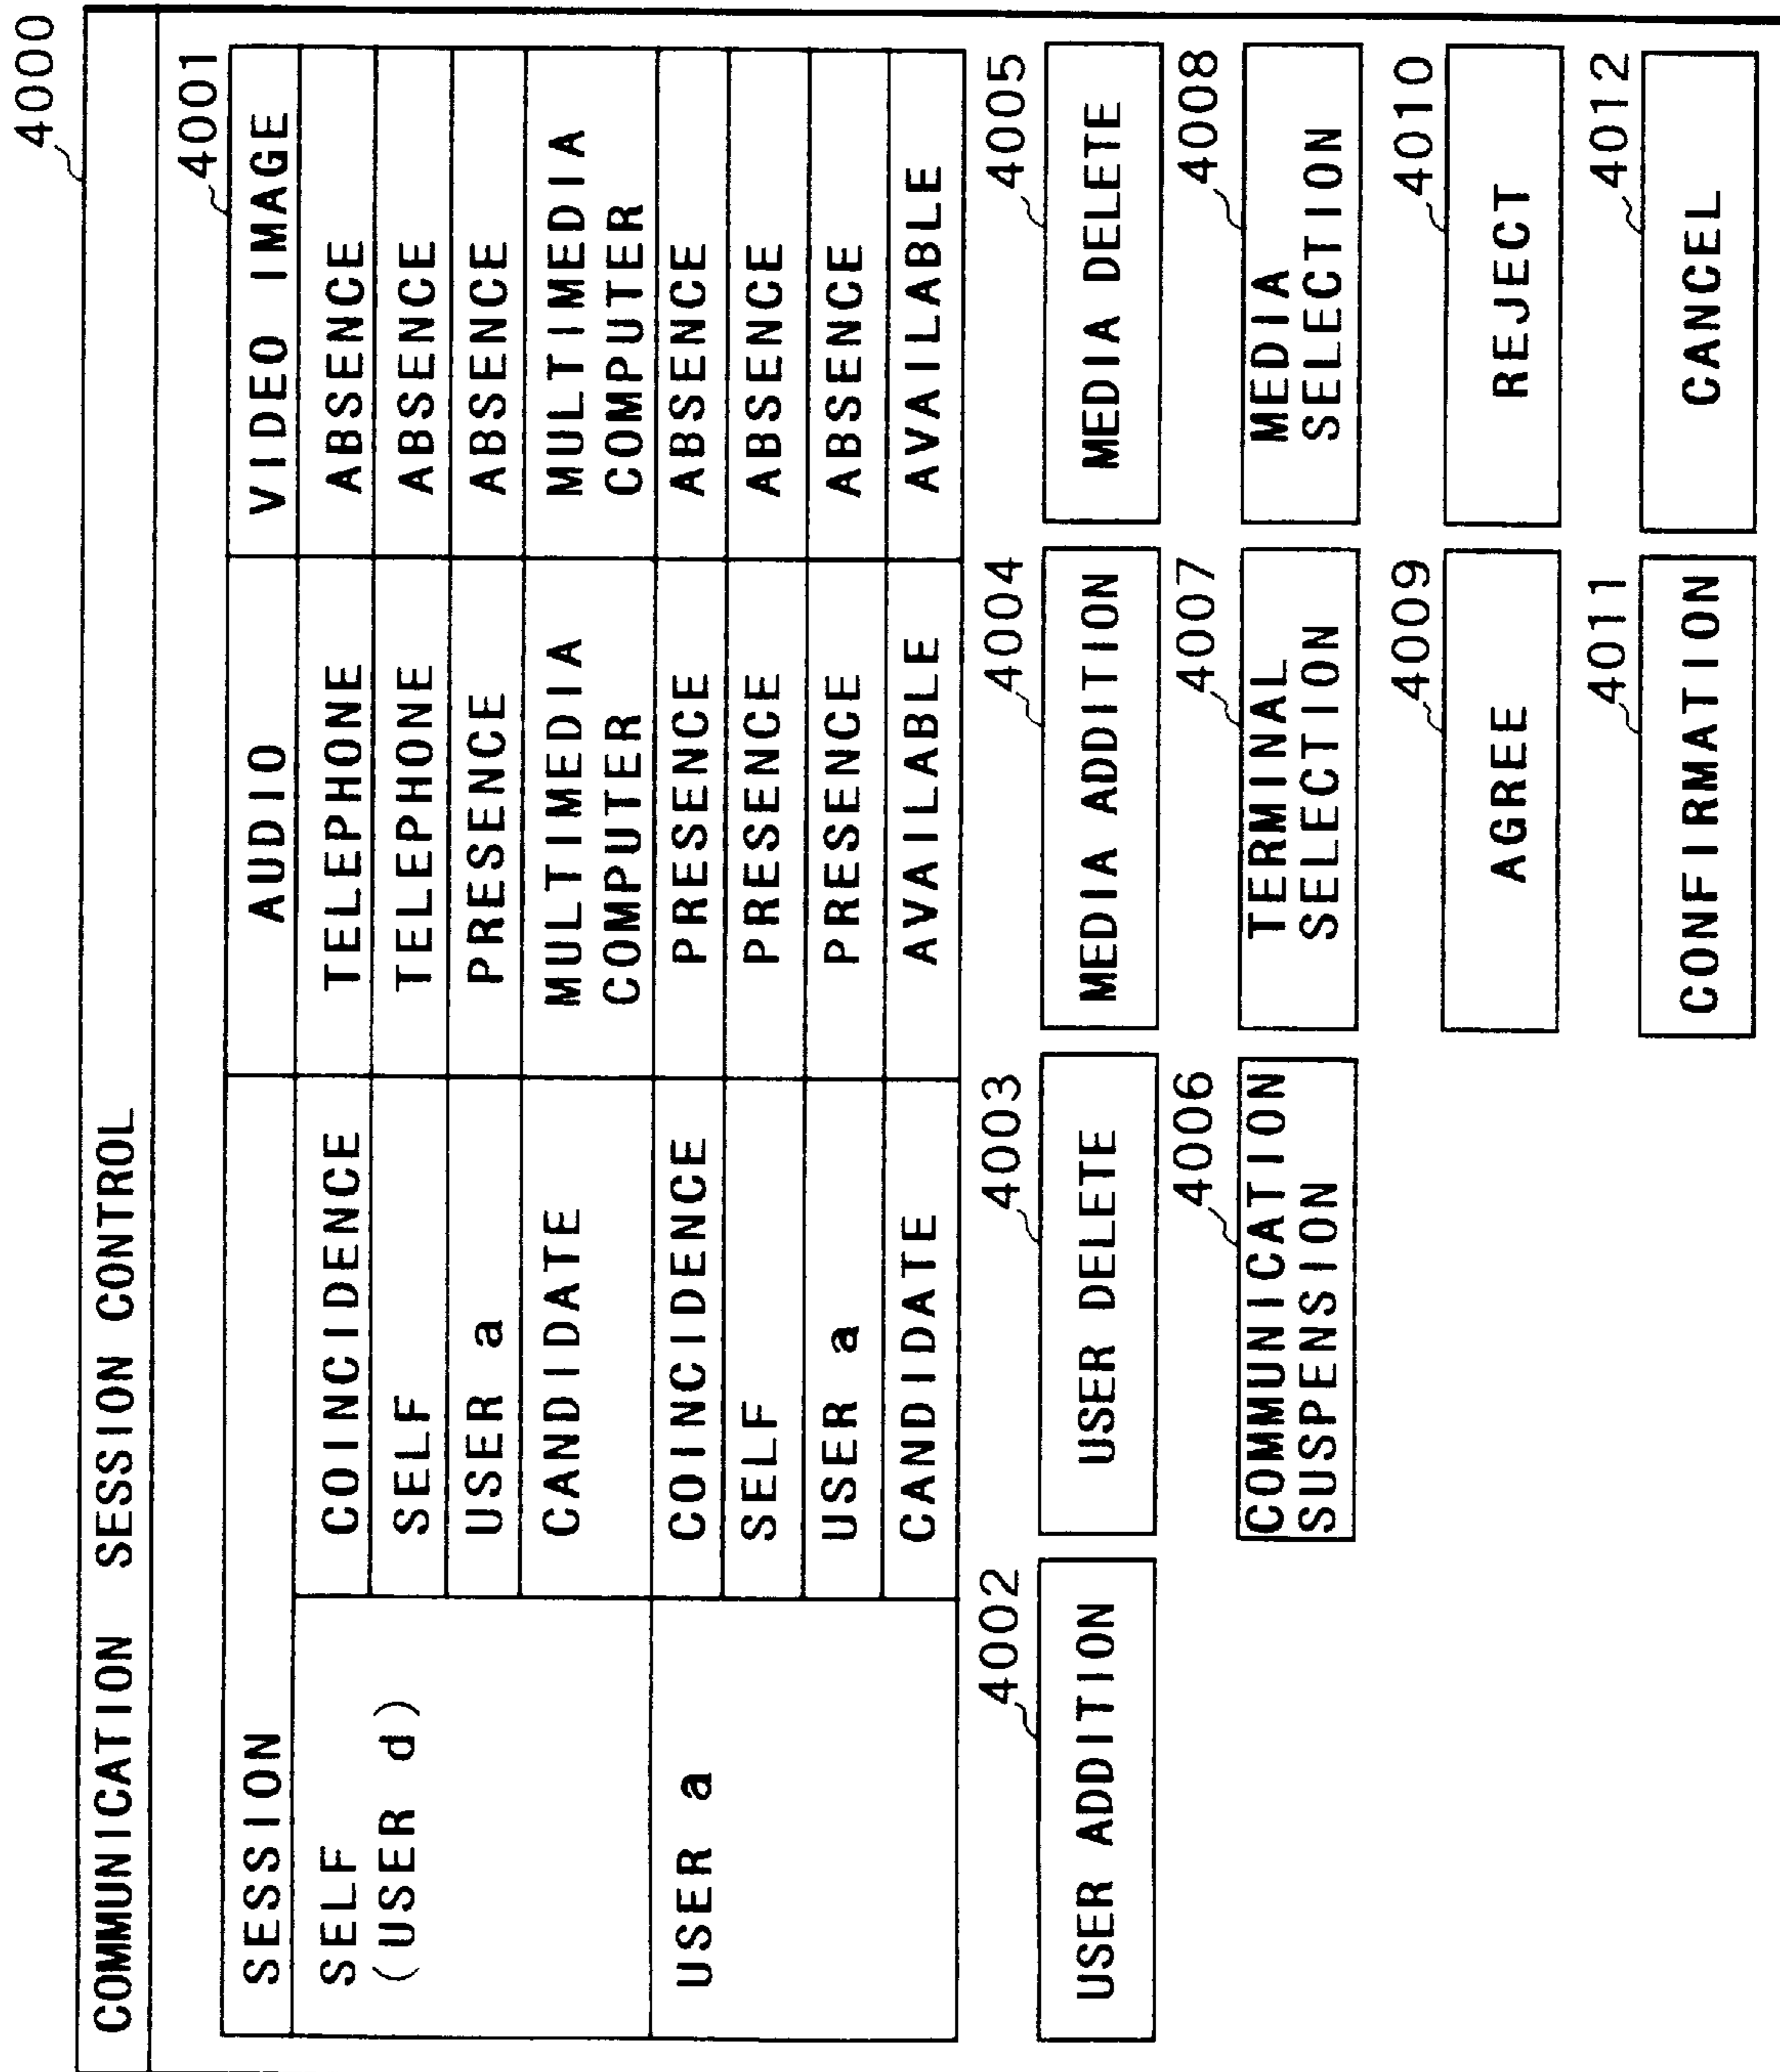 4000
COMMUNICATION SESSION CONTROL
4001
SESSION AUDIO VIDEO IMAGE
SELF
(USER d)
COINCIDENCE TELEPHONE ABSENCE
SELF TELEPHONE ABSENCE
USER a PRESENCE ABSENCE
CANDIDATE MULTIMEDIA COMPUTER MULTIMEDIA COMPUTER
USER a
COINCIDENCE PRESENCE ABSENCE
SELF PRESENCE ABSENCE
USER a PRESENCE ABSENCE
CANDIDATE AVAILABLE AVAILABLE
4002 4003 4004 4005
USER ADDITION USER DELETE MEDIA ADDITION MEDIA DELETE
4006 4007 4008
COMMUNICATION SUSPENSION TERMINAL SELECTION MEDIA SELECTION
4009 4010
AGREE REJECT
4011 4012
CONFIRMATION CANCEL